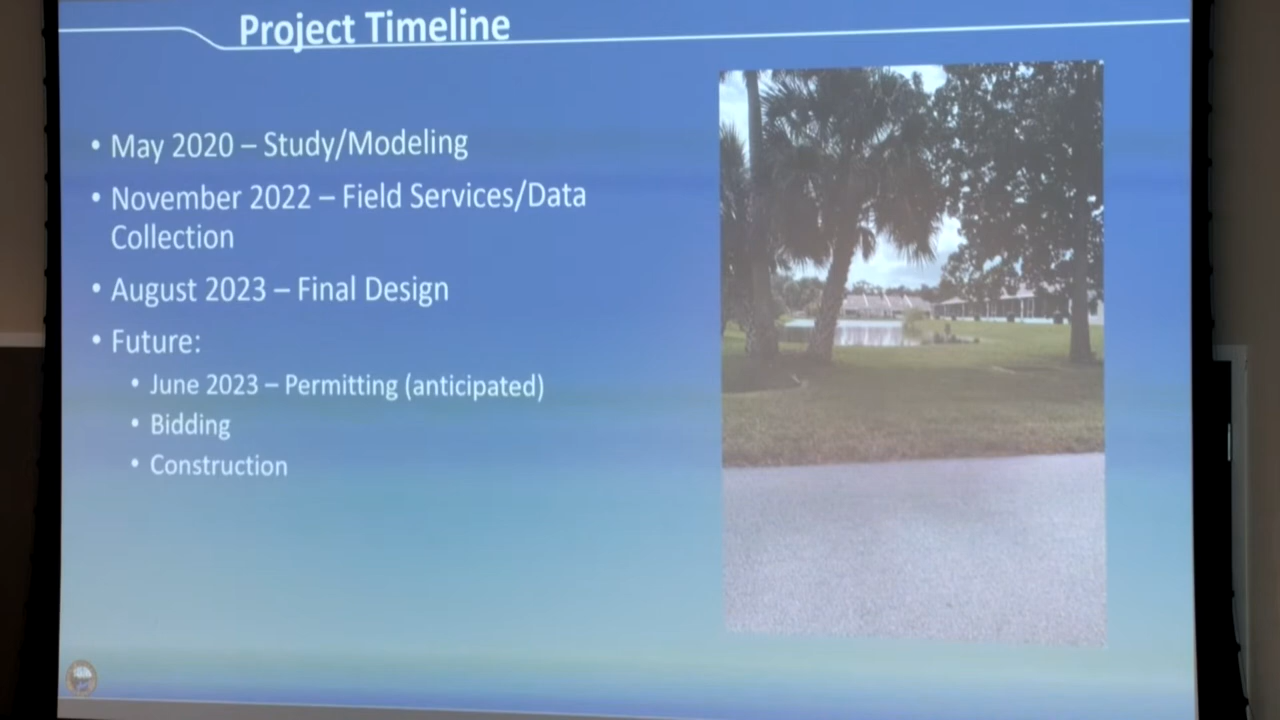 Project Timeline
• May 2020 – Study/Modeling
• November 2022 – Field Services/Data
Collection
• August 2023 – Final Design
• Future:
• June 2023 – Permitting (anticipated)
• Bidding
• Construction